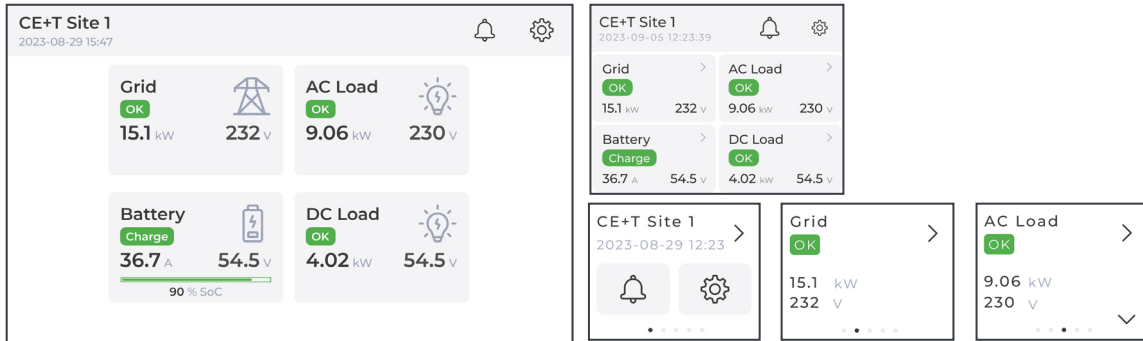 CE+T Site 1
2023-08-29 15:47
Grid
OK
15.1 kW 232 V
AC Load
OK
9.06 kW 230 V
Battery
Charge
36.7 A 54.5 V
90 % SoC
DC Load
OK
4.02 kW 54.5 V
CE+T Site 1
2023-09-05 12:23:39
Grid
OK
15.1 kW 232 V
AC Load
OK
9.06 kW 230 V
Battery
Charge
36.7 A 54.5 V
DC Load
OK
4.02 kW 54.5 V
CE+T Site 1
2023-08-29 12:23
Grid
OK
15.1 kW
232 V
AC Load
OK
9.06 kW
230 V